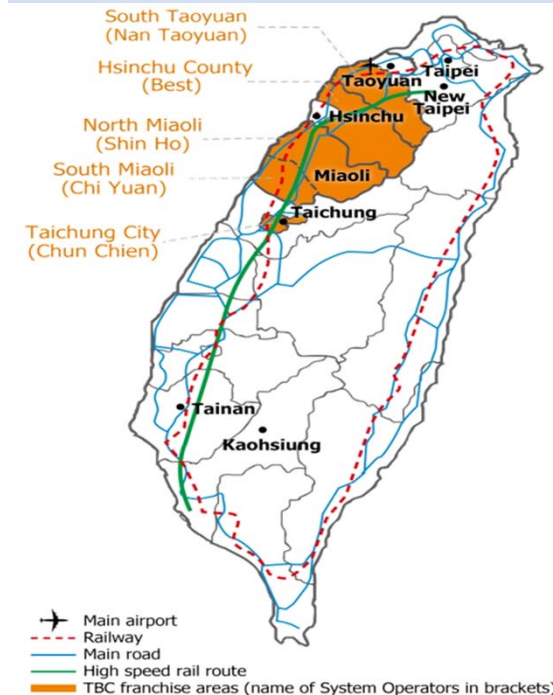 South Taoyuan
(Nan Taoyuan)
Hsinchu County
(Best)
North Miaoli
(Shin Ho)
South Miaoli
(Chi Yuan)
Taichung City
(Chun Chien)
Taoyuan
Taipei
New
Taipei
Hsinchu
Miaoli
Taichung
Tainan
Kaohsiung
Main airport
Railway
Main road
High speed rail route
TBC franchise areas (name of System Operators in brackets)